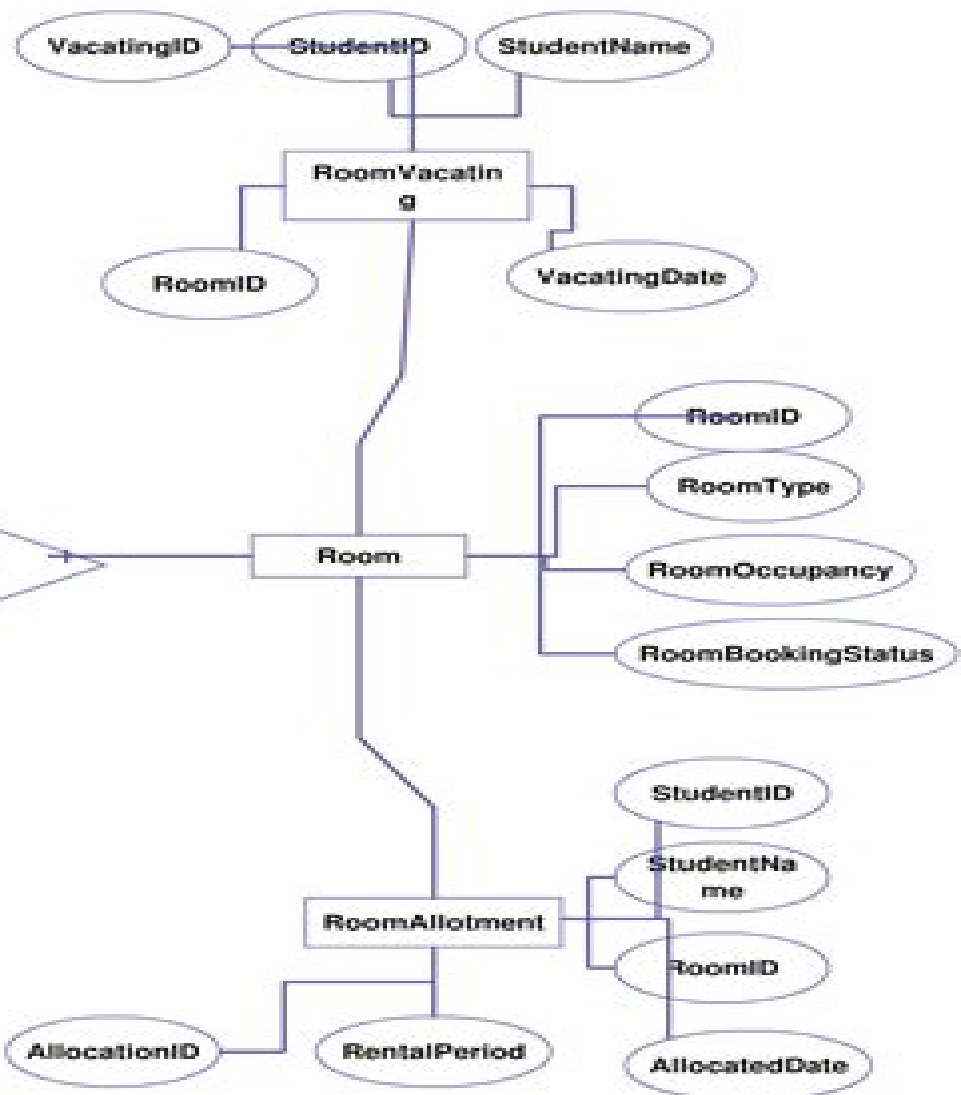 VacatingID
StudentID
StudentName
RoomVacatin
g
RoomID
VacatingDate
RoomID
RoomType
Room
RoomOccupancy
RoomBookingStatus
StudentID
StudentNa
me
RoomAllotment
RoomID
AllocationID
RentalPeriod
AllocatedDate